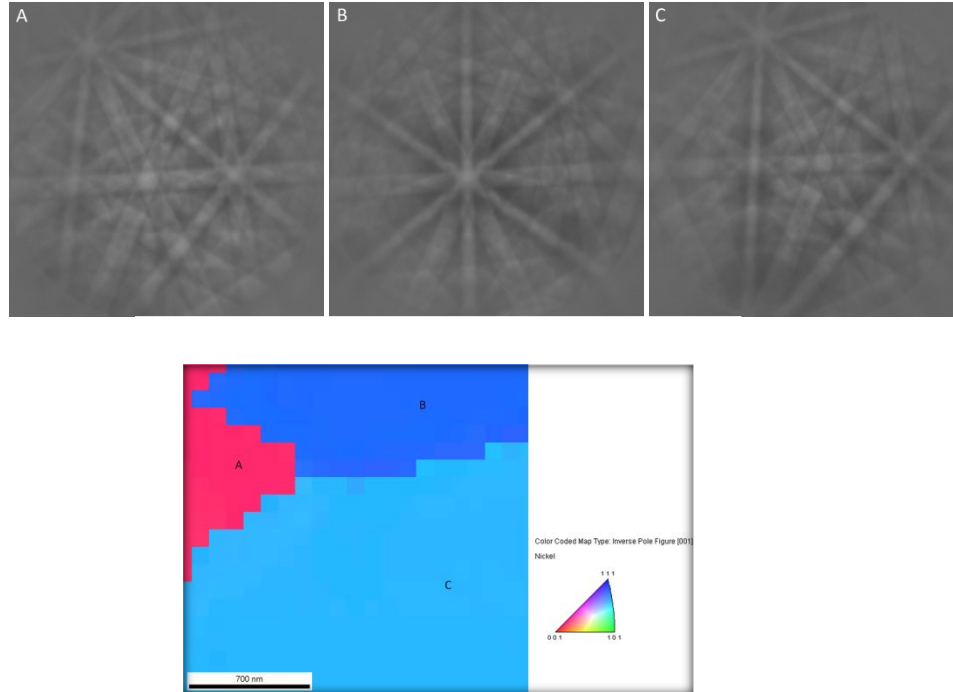 A B C
B
A
C
Color Coded Map Type: Inverse Pole Figure [001]
Nickel
1 1 1
0 0 1 1 0 1
700 nm